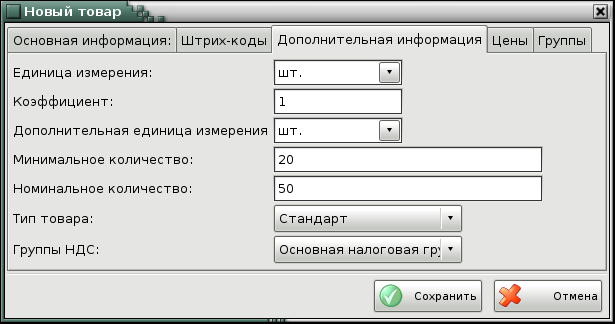 Новый товар
Основная информация: Штрих-коды Дополнительная информация Цены Группы
Единица измерения: шт.
Коэффициент: 1
Дополнительная единица измерения шт.
Минимальное количество: 20
Номинальное количество: 50
Тип товара: Стандарт
Группы НДС: Основная налоговая гру
Сохранить Отмена